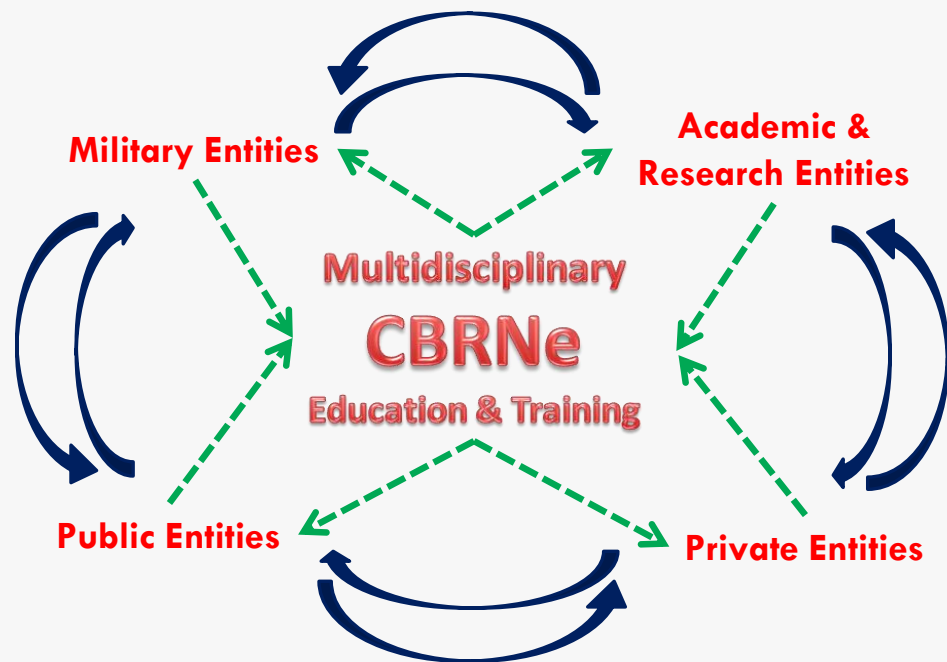 Military Entities
Academic &
Research Entities
Multidisciplinary
CBRNe
Education & Training
Public Entities
Private Entities